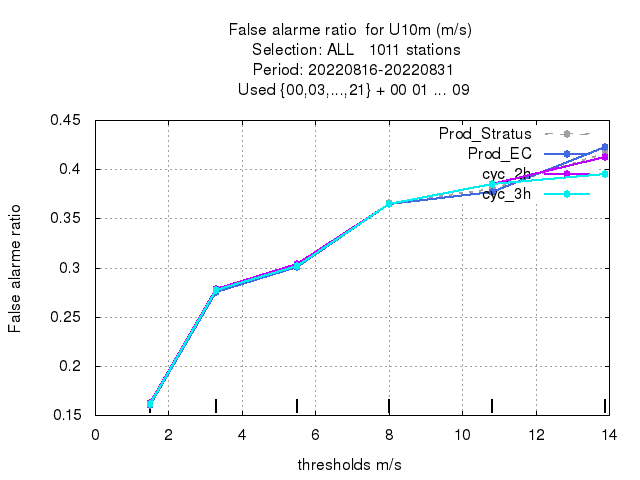 False alarme ratio  for U10m (m/s)
Selection: ALL   1011 stations
Period: 20220816-20220831
Used {00,03,...,21} + 00 01 ... 09
0.45
0.4
0.35
0.3
0.25
0.2
0.15
False alarme ratio
Prod_Stratus
Prod_EC
cyc_2h
cyc_3h
0 2 4 6 8 10 12 14
thresholds m/s